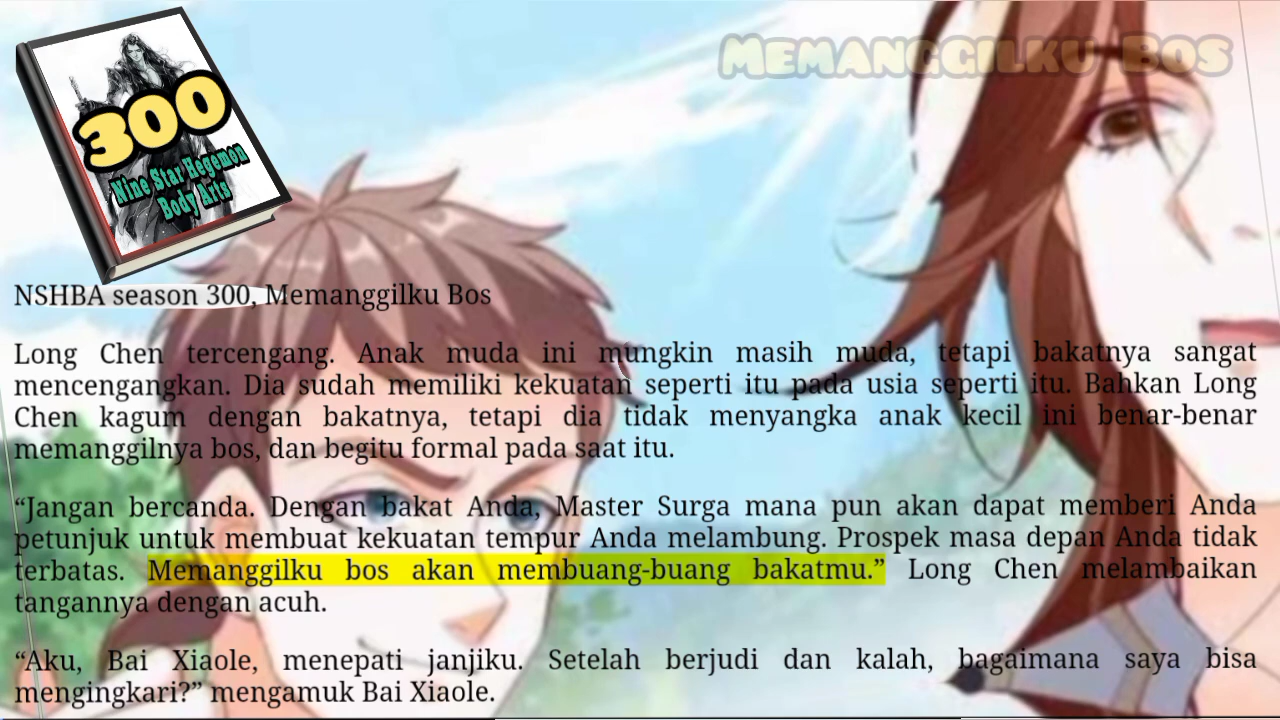 Memanggilku Bos
300
Nine Star Hegemon
Body Arts
NSHBA season 300, Memanggilku Bos
Long Chen tercengang. Anak muda ini mungkin masih muda, tetapi bakatnya sangat
mencengangkan. Dia sudah memiliki kekuatan seperti itu pada usia seperti itu. Bahkan Long
Chen kagum dengan bakatnya, tetapi dia tidak menyangka anak kecil ini benar-benar
memanggilnya bos, dan begitu formal pada saat itu.
“Jangan bercanda. Dengan bakat Anda, Master Surga mana pun akan dapat memberi Anda
petunjuk untuk membuat kekuatan tempur Anda melambung. Prospek masa depan Anda tidak
terbatas. Memanggilku bos akan membuang-buang bakatmu.” Long Chen melambaikan
tangannya dengan acuh.
“Aku, Bai Xiaole, menepati janjiku. Setelah berjudi dan kalah, bagaimana saya bisa
mengingkari?” mengamuk Bai Xiaole.